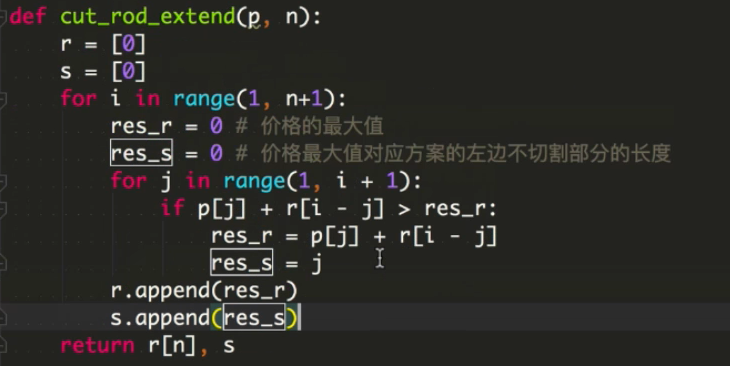 def cut_rod_extend(p, n):
    r = [0]
    s = [0]
    for i in range(1, n+1):
        res_r = 0 # 价格的最大值
        res_s = 0 # 价格最大值对应方案的左边不切割部分的长度
        for j in range(1, i + 1):
            if p[j] + r[i - j] > res_r:
                res_r = p[j] + r[i - j]
                res_s = j
        r.append(res_r)
        s.append(res_s)
    return r[n], s